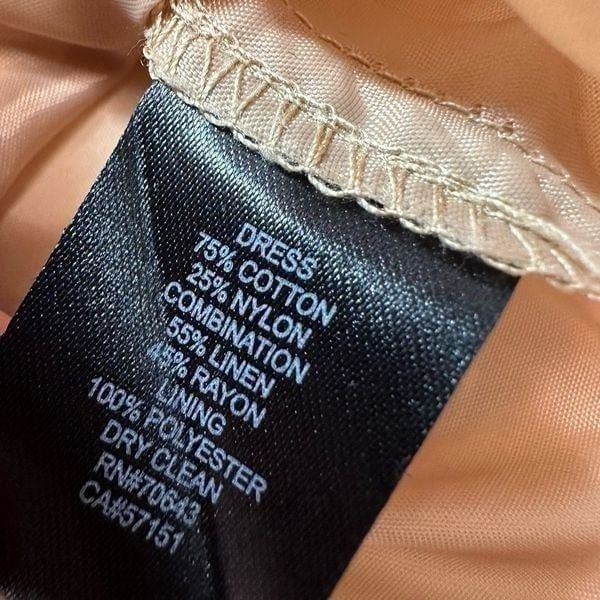 DRESS
75% COTTON
25% NYLON
COMBINATION
55% LINEN
45% RAYON
LINING
100% POLYESTER
DRY CLEAN
RN#70643
CA#57151